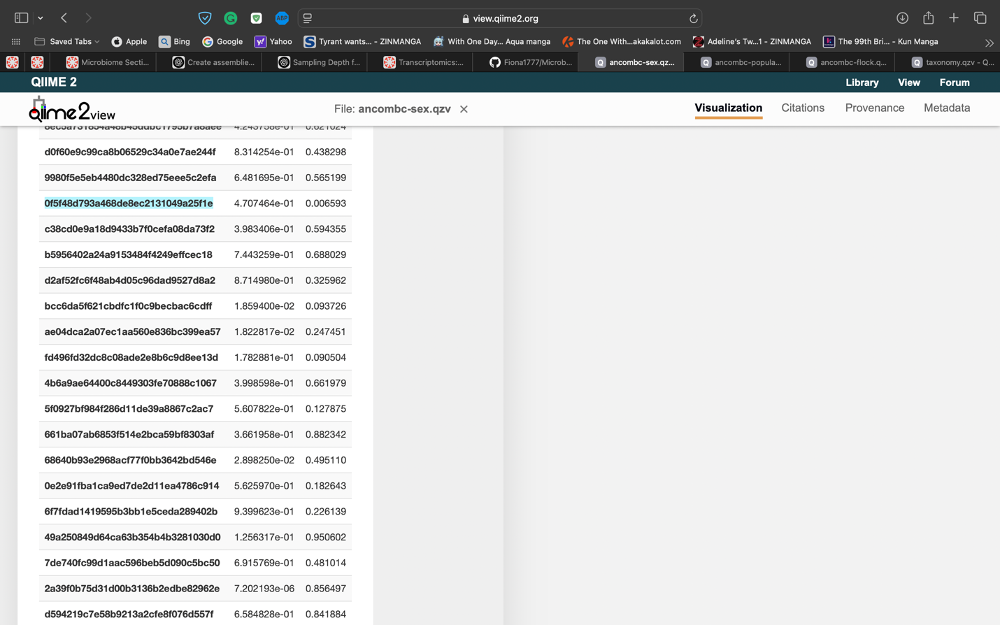 view.qiime2.org
Saved Tabs
Apple
Bing
Google
Yahoo
Tyrant wants... - ZINMANGA
With One Day... Aqua manga
The One With...akakalot.com
Adeline's Tw...1 - ZINMANGA
The 99th Bri... - Kun Manga
Microbiome Secti...
Create assemblie...
Sampling Depth f...
Transcriptomics:...
Fiona1777/Microb...
ancombc-sex.qz...
ancombc-popula...
ancombc-flock.q...
taxonomy.qzv - Q...
QIIME 2
Library View Forum
qiime2view
File: ancombc-sex.qzv
Visualization Citations Provenance Metadata
8ec5a731854a48b45ddbc1795b7a8aee 4.243758e-01 0.621024
d0f60e9c99ca8b06529c34a0e7ae244f 8.314254e-01 0.438298
9980f5e5eb4480dc328ed75eee5c2efa 6.481695e-01 0.565199
0f5f48d793a468de8ec2131049a25f1e 4.707464e-01 0.006593
c38cd0e9a18d9433b7f0cefa08da73f2 3.983406e-01 0.594355
b5956402a24a9153484f4249effcec18 7.443259e-01 0.688029
d2af52fc6f48ab4d05c96dad9527d8a2 8.714980e-01 0.325962
bcc6da5f621cbdfc1f0c9becbac6cdff 1.859400e-02 0.093726
ae04dca2a07ec1aa560e836bc399ea57 1.822817e-02 0.247451
fd496fd32dc8c08ade2e8b6c9d8ee13d 1.782881e-01 0.090504
4b6a9ae64400c8449303fe70888c1067 3.998598e-01 0.661979
5f0927bf984f286d11de39a8867c2ac7 5.607822e-01 0.127875
661ba07ab6853f514e2bca59bf8303af 3.661958e-01 0.882342
68640b93e2968acf77f0bb3642bd546e 2.898250e-02 0.495110
0e2e91fba1ca9ed7de2d11ea4786c914 5.625970e-01 0.182643
6f7fdad1419595b3bb1e5ceda289402b 9.399623e-01 0.226139
49a250849d64ca63b354b4b3281030d0 1.256317e-01 0.950602
7de740fc99d1aac596beb5d090c5bc50 6.915769e-01 0.481014
2a39f0b75d31d00b3136b2edbe82962e 7.202193e-06 0.856497
d594219c7e58b9213a2cfe8f076d557f 6.584828e-01 0.841884